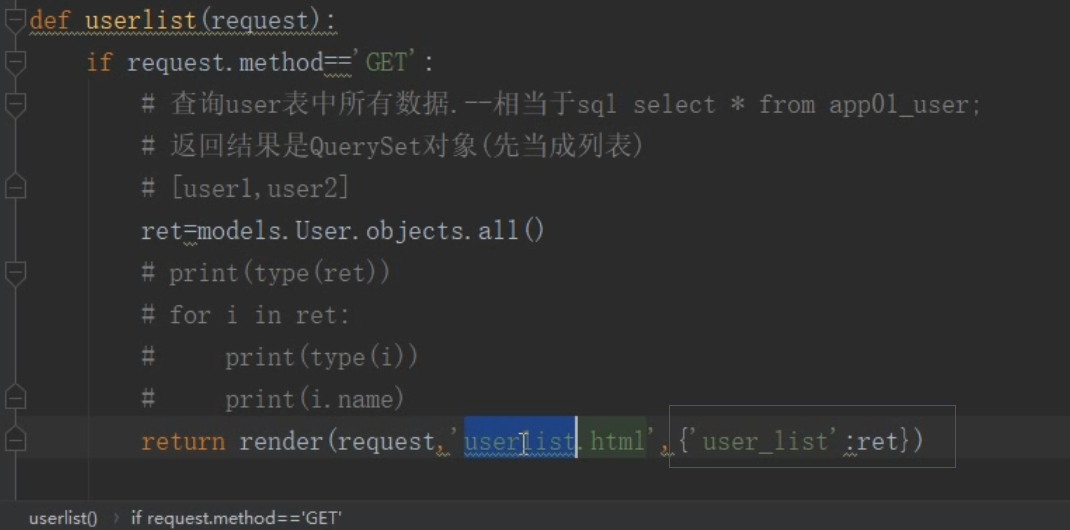 def userlist(request):
if request.method=='GET':
# 查询user表中所有数据.--相当于sql select * from app01_user;
# 返回结果是QuerySet对象(先当成列表)
# [user1,user2]
ret=models.User.objects.all()
# print(type(ret))
# for i in ret:
#     print(type(i))
#     print(i.name)
return render(request,'userlist.html',{'user_list':ret})
userlist() › if request.method=='GET'